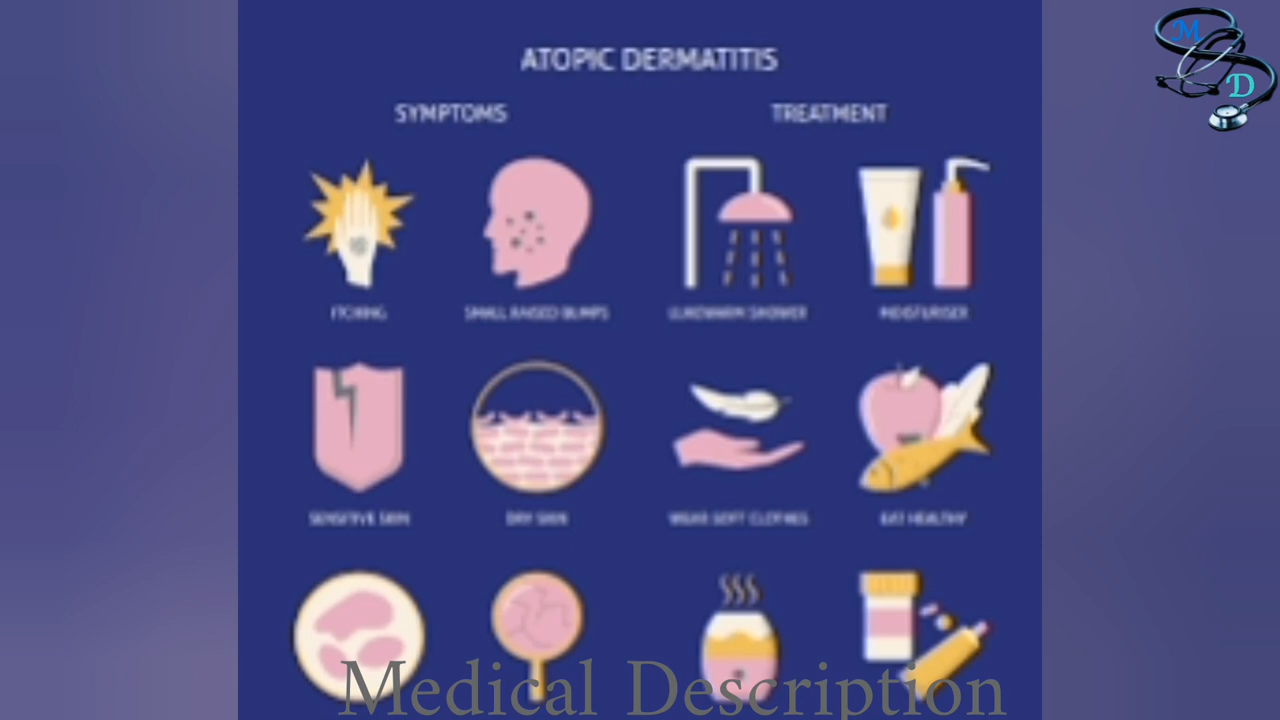 M
D
ATOPIC DERMATITIS
SYMPTOMS TREATMENT
ITCHING SMALL RAISED BUMPS LUKEWARM SHOWER MOISTURISER
SENSITIVE SKIN DRY SKIN WEAR SOFT CLOTHES EAT HEALTHY
Medical Description